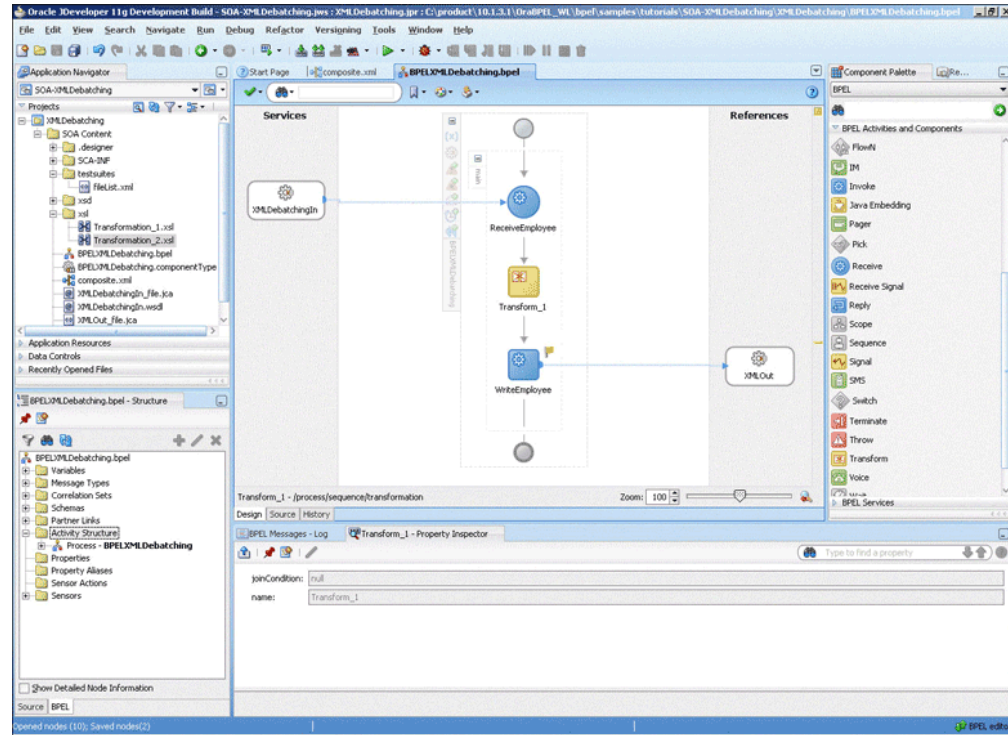 Oracle JDeveloper 11g Development Build - SOA-XMLDebatching.jws : XMLDebatching.jpr : C:\product\10.1.3.1\OraBPEL_WL\bpel\samples\tutorials\SOA-XMLDebatching\XMLDebatching\BPELXMLDebatching.bpel
File Edit View Search Navigate Run Debug Refactor Versioning Tools Window Help
Application Navigator
SOA-XMLDebatching
Projects
XMLDebatching
SOA Content
.designer
SCA-INF
testsuites
fileList.xml
xsd
xsl
Transformation_1.xsl
Transformation_2.xsl
BPELXMLDebatching.bpel
BPELXMLDebatching.componentType
composite.xml
XMLDebatchingIn_file.jca
XMLDebatchingIn.wsdl
XMLOut_file.jca
Application Resources
Data Controls
Recently Opened Files
BPELXMLDebatching.bpel - Structure
BPELXMLDebatching.bpel
Variables
Message Types
Correlation Sets
Schemas
Partner Links
Activity Structure
Process - BPELXMLDebatching
Properties
Property Aliases
Sensor Actions
Sensors
Show Detailed Node Information
Source BPEL
Start Page composite.xml BPELXMLDebatching.bpel
Services
References
main
BPELXMLDebatching
XMLDebatchingIn
ReceiveEmployee
Transform_1
WriteEmployee
XMLOut
Transform_1 - /process/sequence/transformation
Zoom: 100
Design Source History
BPEL Messages - Log Transform_1 - Property Inspector
Type to find a property
joinCondition: null
name: Transform_1
Component Palette Re...
BPEL
BPEL Activities and Components
FlowN
IM
Invoke
Java Embedding
Pager
Pick
Receive
Receive Signal
Reply
Scope
Sequence
Signal
SMS
Switch
Terminate
Throw
Transform
Voice
Wait
BPEL Services
Opened nodes (10); Saved nodes(2)
BPEL edito